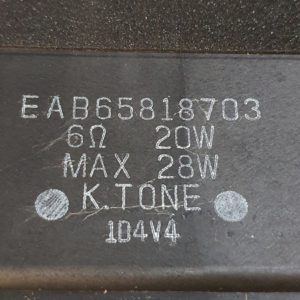 EAB65818703
6Ω 20W
MAX 28W
K.TONE
1D4V4